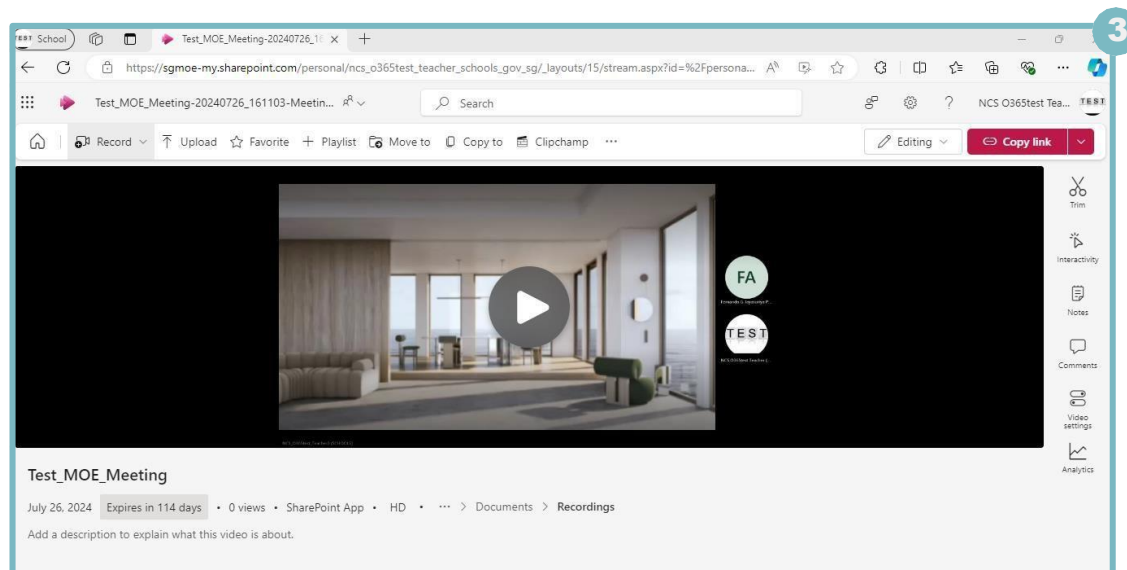 3
TEST School
Test_MOE_Meeting-20240726_1
https://sgmoe-my.sharepoint.com/personal/ncs_o365test_teacher_schools_gov_sg/_layouts/15/stream.aspx?id=%2Fpersona...
Test_MOE_Meeting-20240726_161103-Meetin...
Search
NCS O365test Tea...
TEST
Record
Upload
Favorite
Playlist
Move to
Copy to
Clipchamp
Editing
Copy link
Trim
Interactivity
Notes
Comments
Video
settings
Analytics
FA
TEST
Test_MOE_Meeting
July 26, 2024 Expires in 114 days • 0 views • SharePoint App • HD • ··· > Documents > Recordings
Add a description to explain what this video is about.